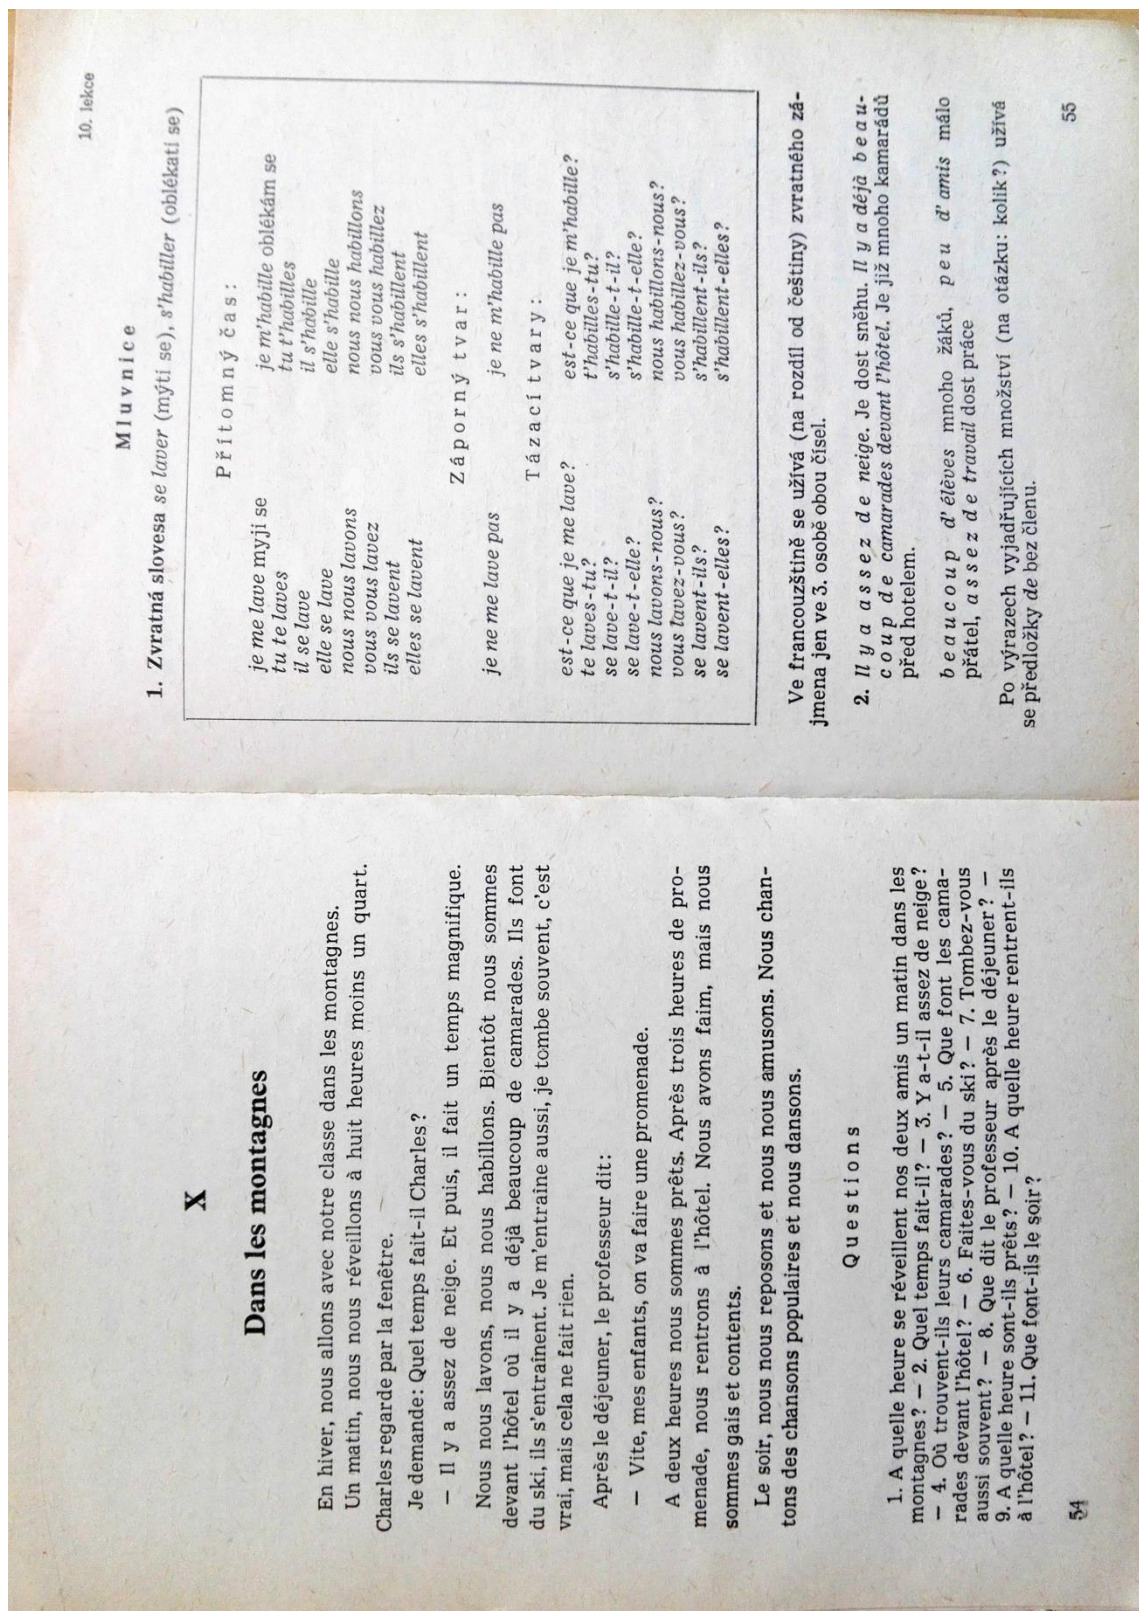 X
Dans les montagnes
En hiver, nous allons avec notre classe dans les montagnes.
Un matin, nous nous réveillons à huit heures moins un quart.
Charles regarde par la fenêtre.
Je demande: Quel temps fait-il Charles?
— Il y a assez de neige. Et puis, il fait un temps magnifique.
Nous nous lavons, nous nous habillons. Bientôt nous sommes
devant l'hôtel où il y a déjà beaucoup de camarades. Ils font
du ski, ils s'entraînent. Je m'entraine aussi, je tombe souvent, c'est
vrai, mais cela ne fait rien.
Après le déjeuner, le professeur dit:
— Vite, mes enfants, on va faire une promenade.
A deux heures nous sommes prêts. Après trois heures de pro-
menade, nous rentrons à l'hôtel. Nous avons faim, mais nous
sommes gais et contents.
Le soir, nous nous reposons et nous nous amusons. Nous chan-
tons des chansons populaires et nous dansons.
Questions
1. A quelle heure se réveillent nos deux amis un matin dans les
montagnes? — 2. Quel temps fait-il? — 3. Y a-t-il assez de neige?
— 4. Où trouvent-ils leurs camarades? — 5. Que font les cama-
rades devant l'hôtel? — 6. Faites-vous du ski? — 7. Tombez-vous
aussi souvent? — 8. Que dit le professeur après le déjeuner? —
9. A quelle heure sont-ils prêts? — 10. A quelle heure rentrent-ils
à l'hôtel? — 11. Que font-ils le soir?
54
10. lekce
Mluvnice
1. Zvratná slovesa se laver (mýti se), s'habiller (oblékati se)
Přítomný čas:
je me lave myji se je m'habille oblékám se
tu te laves tu t'habilles
il se lave il s'habille
elle se lave elle s'habille
nous nous lavons nous nous habillons
vous vous lavez vous vous habillez
ils se lavent ils s'habillent
elles se lavent elles s'habillent
Záporný tvar:
je ne me lave pas je ne m'habille pas
Tázací tvary:
est-ce que je me lave? est-ce que je m'habille?
te laves-tu? t'habilles-tu?
se lave-t-il? s'habille-t-il?
se lave-t-elle? s'habille-t-elle?
nous lavons-nous? nous habillons-nous?
vous lavez-vous? vous habillez-vous?
se lavent-ils? s'habillent-ils?
se lavent-elles? s'habillent-elles?
Ve francouzštině se užívá (na rozdíl od češtiny) zvratného zá-
jmena jen ve 3. osobě obou čísel.
2. Il y a assez de neige. Je dost sněhu. Il y a déjà beau-
coup de camarades devant l'hôtel. Je již mnoho kamarádů
před hotelem.
beaucoup d'élèves mnoho žáků, peu d'amis málo
přátel, assez de travail dost práce
Po výrazech vyjadřujících množství (na otázku: kolik?) užívá
se předložky de bez členu.
55